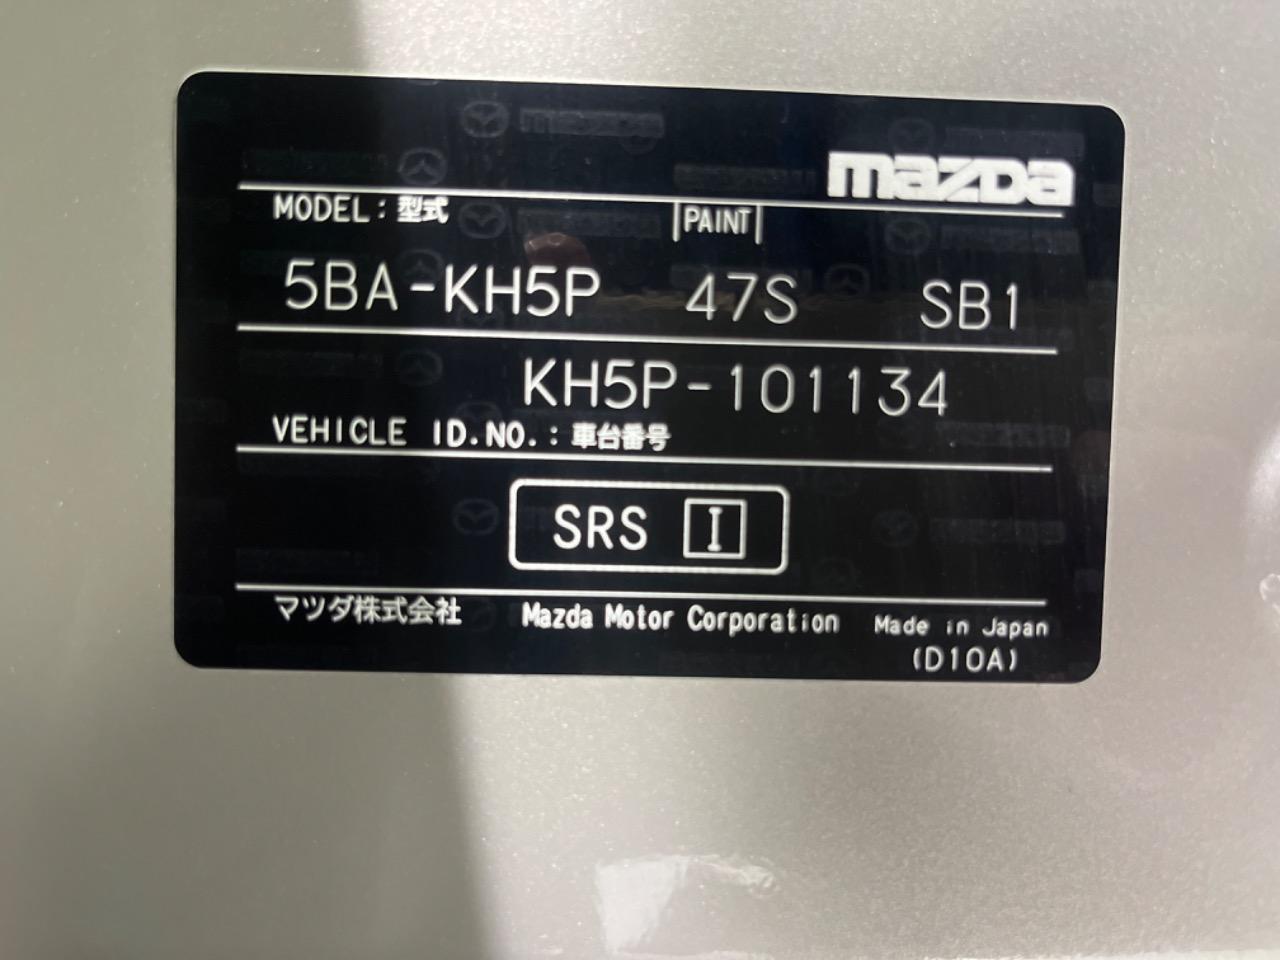 mazda
MODEL: 型式 PAINT
5BA-KH5P 47S SB1
KH5P-101134
VEHICLE ID.NO.: 車台番号
SRS I
マツダ株式会社 Mazda Motor Corporation Made in Japan
(D10A)